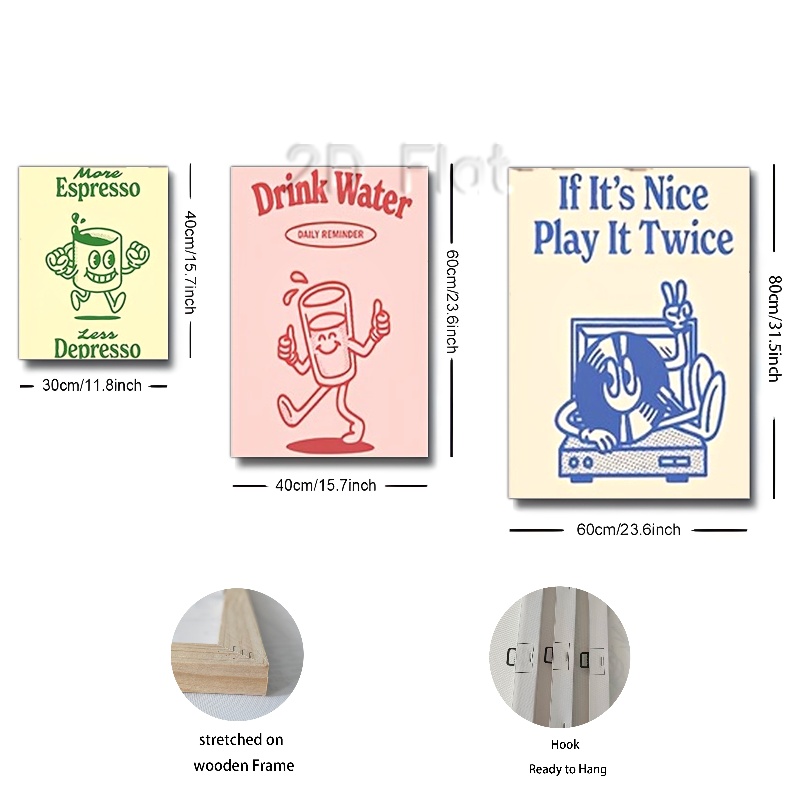 2D Flat
More
Espresso
Less
Depresso
40cm/15.7inch
30cm/11.8inch
Drink Water
DAILY REMINDER
60cm/23.6inch
40cm/15.7inch
If It's Nice
Play It Twice
80cm/31.5inch
60cm/23.6inch
stretched on
wooden Frame
Hook
Ready to Hang